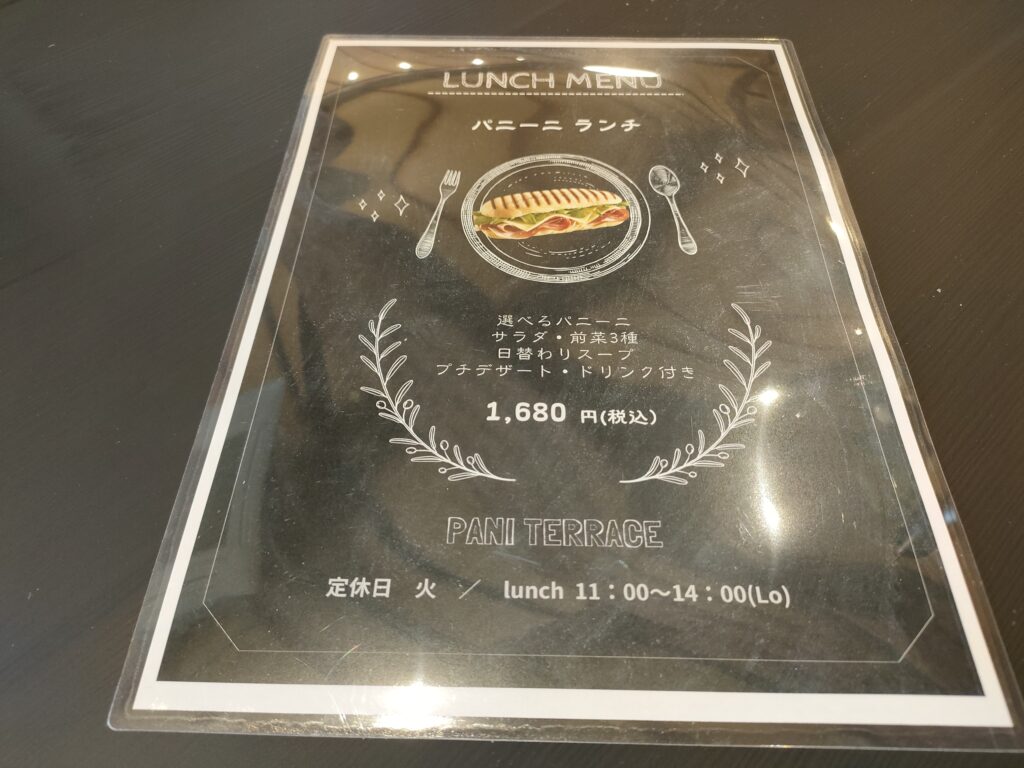 LUNCH MENU
パニーニ ランチ
選べるパニーニ
サラダ・前菜3種
日替わりスープ
プチデザート・ドリンク付き
1,680 円(税込)
PANI TERRACE
定休日 火 ／ lunch 11：00〜14：00(Lo)